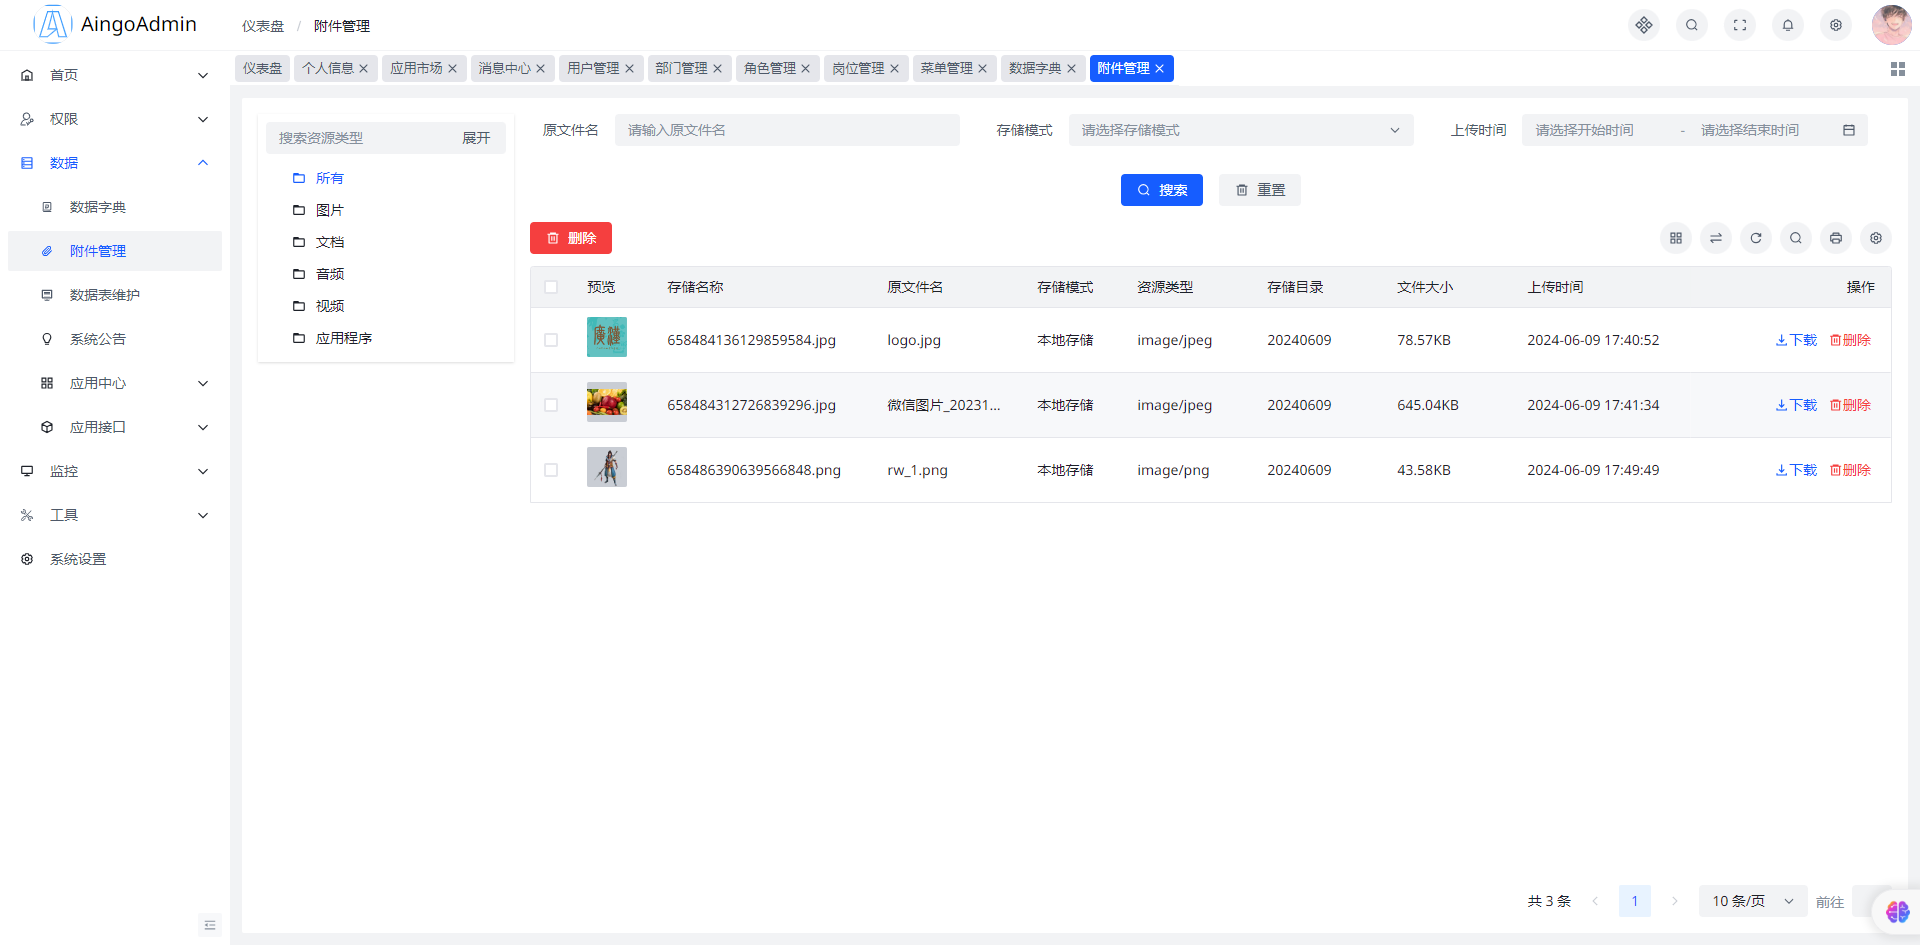 AingoAdmin
仪表盘 / 附件管理
仪表盘 个人信息 应用市场 消息中心 用户管理 部门管理 角色管理 岗位管理 菜单管理 数据字典 附件管理
首页
权限
数据
数据字典
附件管理
数据表维护
系统公告
应用中心
应用接口
监控
工具
系统设置
搜索资源类型 展开
所有
图片
文档
音频
视频
应用程序
原文件名 请输入原文件名 存储模式 请选择存储模式 上传时间 请选择开始时间 - 请选择结束时间
搜索 重置
删除
预览 存储名称 原文件名 存储模式 资源类型 存储目录 文件大小 上传时间 操作
658484136129859584.jpg logo.jpg 本地存储 image/jpeg 20240609 78.57KB 2024-06-09 17:40:52 下载 删除
658484312726839296.jpg 微信图片_20231... 本地存储 image/jpeg 20240609 645.04KB 2024-06-09 17:41:34 下载 删除
658486390639566848.png rw_1.png 本地存储 image/png 20240609 43.58KB 2024-06-09 17:49:49 下载 删除
共 3 条 1 10 条/页 前往